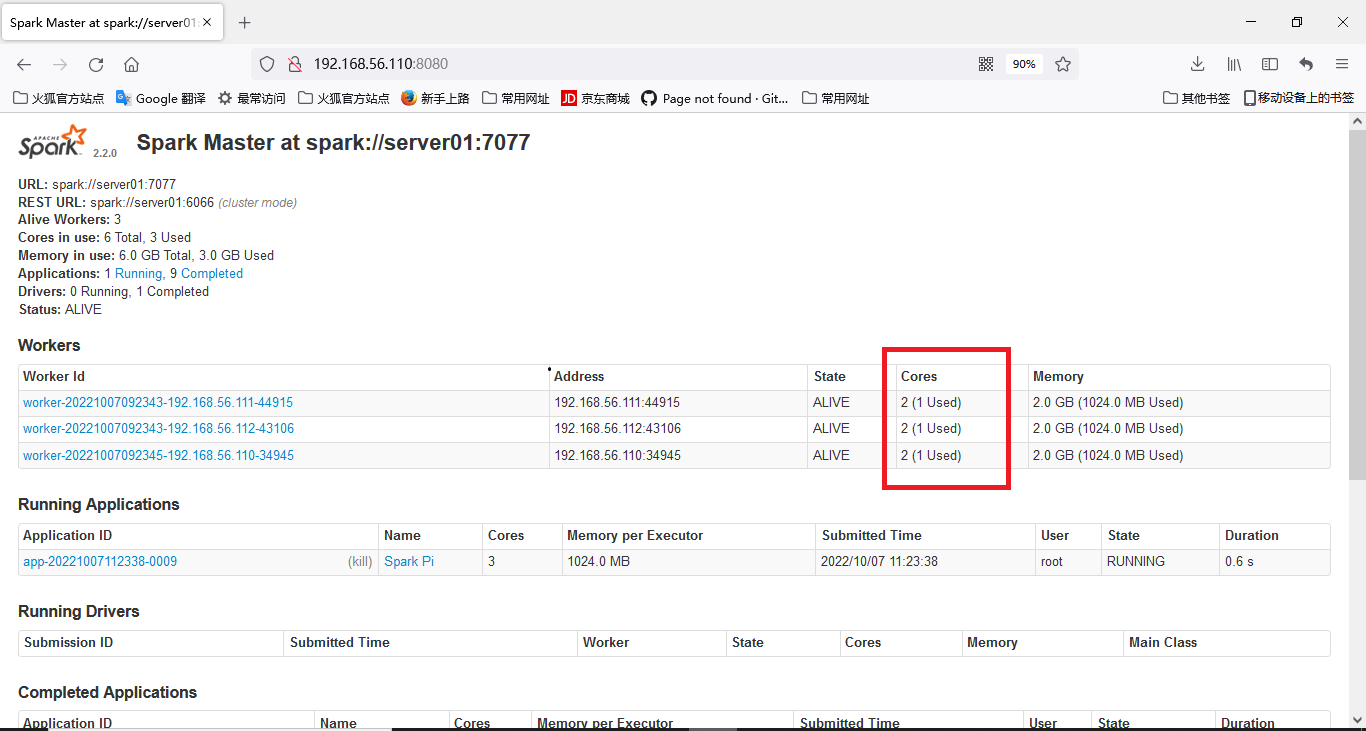 Spark Master at spark://server01:
192.168.56.110:8080
90%
火狐官方站点 Google 翻译 最常访问 火狐官方站点 新手上路 常用网址 JD 京东商城 Page not found · Git... 常用网址 其他书签 移动设备上的书签
APACHE Spark 2.2.0 Spark Master at spark://server01:7077
URL: spark://server01:7077
REST URL: spark://server01:6066 (cluster mode)
Alive Workers: 3
Cores in use: 6 Total, 3 Used
Memory in use: 6.0 GB Total, 3.0 GB Used
Applications: 1 Running, 9 Completed
Drivers: 0 Running, 1 Completed
Status: ALIVE
Workers
Worker Id Address State Cores Memory
worker-20221007092343-192.168.56.111-44915 192.168.56.111:44915 ALIVE 2 (1 Used) 2.0 GB (1024.0 MB Used)
worker-20221007092343-192.168.56.112-43106 192.168.56.112:43106 ALIVE 2 (1 Used) 2.0 GB (1024.0 MB Used)
worker-20221007092345-192.168.56.110-34945 192.168.56.110:34945 ALIVE 2 (1 Used) 2.0 GB (1024.0 MB Used)
Running Applications
Application ID Name Cores Memory per Executor Submitted Time User State Duration
app-20221007112338-0009 (kill) Spark Pi 3 1024.0 MB 2022/10/07 11:23:38 root RUNNING 0.6 s
Running Drivers
Submission ID Submitted Time Worker State Cores Memory Main Class
Completed Applications
Application ID Name Cores Memory per Executor Submitted Time User State Duration